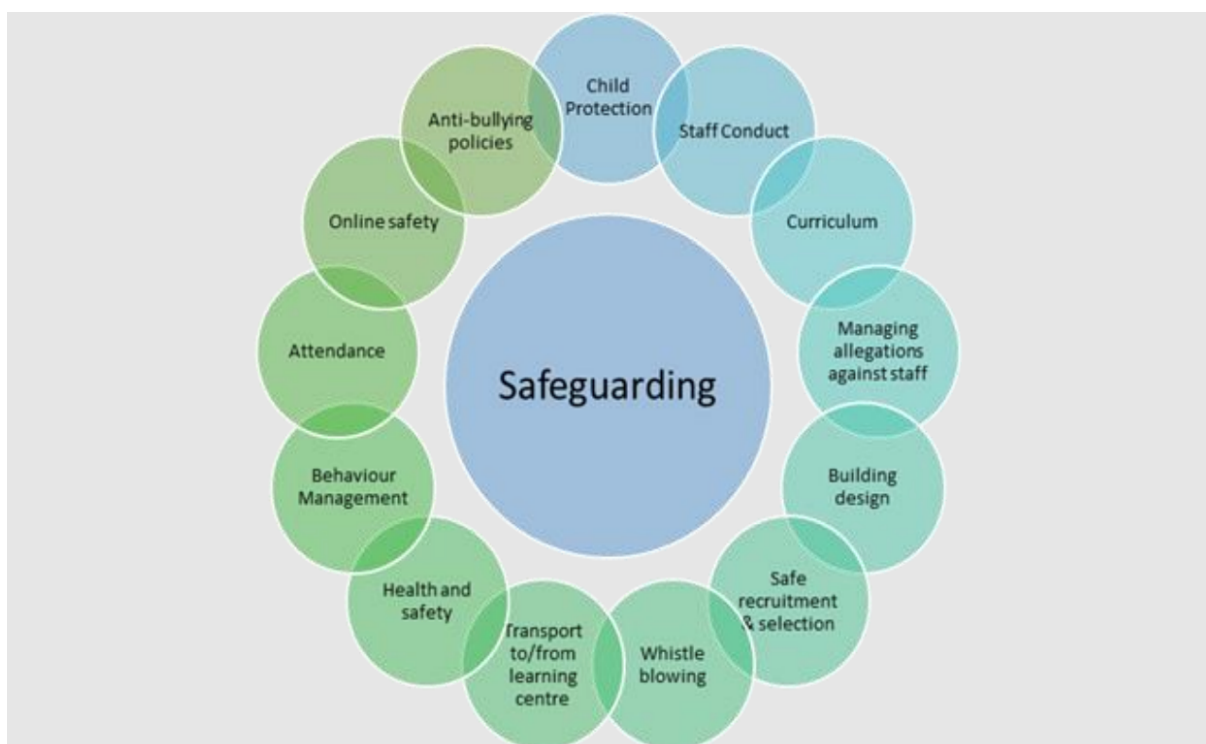 Child
Protection
Staff Conduct
Curriculum
Managing
allegations
against staff
Building
design
Safe
recruitment
& selection
Whistle
blowing
Transport
to/from
learning
centre
Health and
safety
Behaviour
Management
Attendance
Online safety
Anti-bullying
policies
Safeguarding